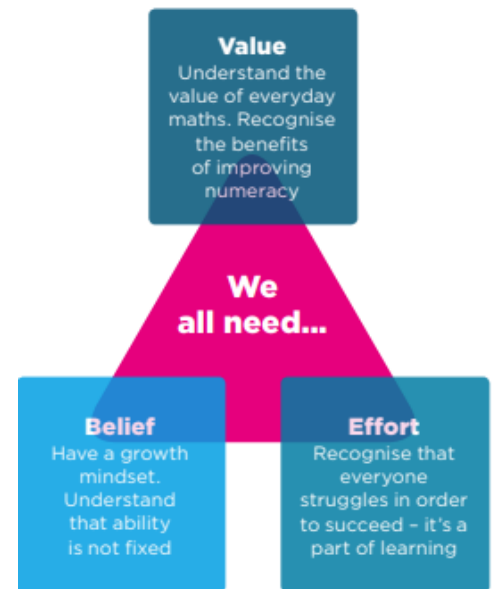 Value
Understand the
value of everyday
maths. Recognise
the benefits
of improving
numeracy
We
all need...
Belief
Have a growth
mindset.
Understand
that ability
is not fixed
Effort
Recognise that
everyone
struggles in order
to succeed – it's a
part of learning